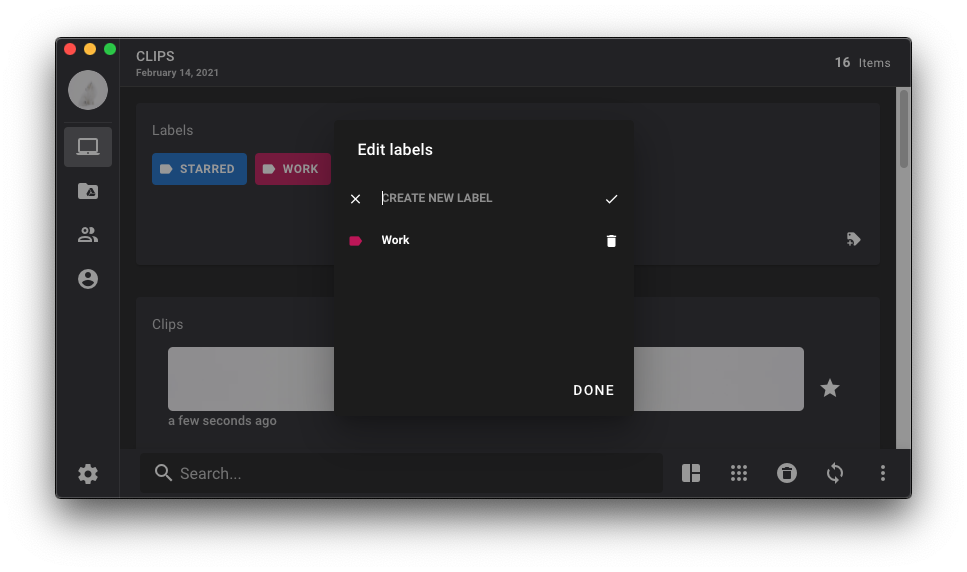 CLIPS
February 14, 2021
16 Items
Labels
STARRED
WORK
Edit labels
CREATE NEW LABEL
Work
DONE
Clips
a few seconds ago
Search...